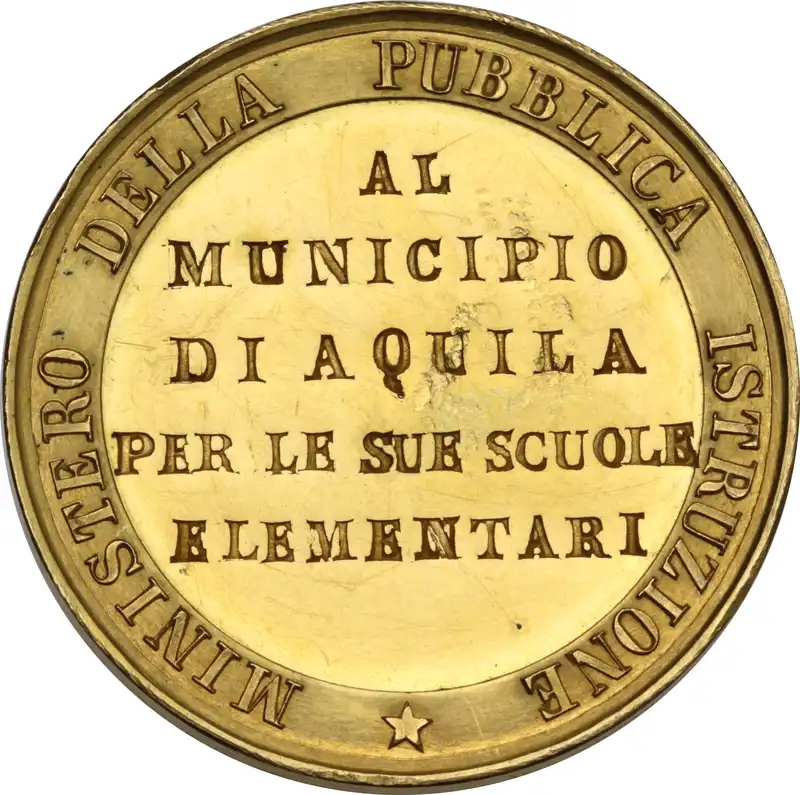 MINISTERO DELLA PUBBLICA ISTRUZIONE
AL
MUNICIPIO
DI AQUILA
PER LE SUE SCUOLE
ELEMENTARI